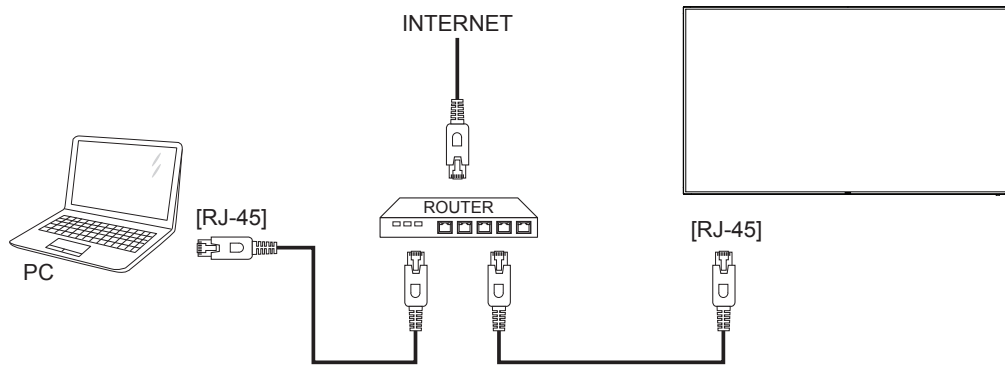 INTERNET
ROUTER
[RJ-45]
[RJ-45]
PC